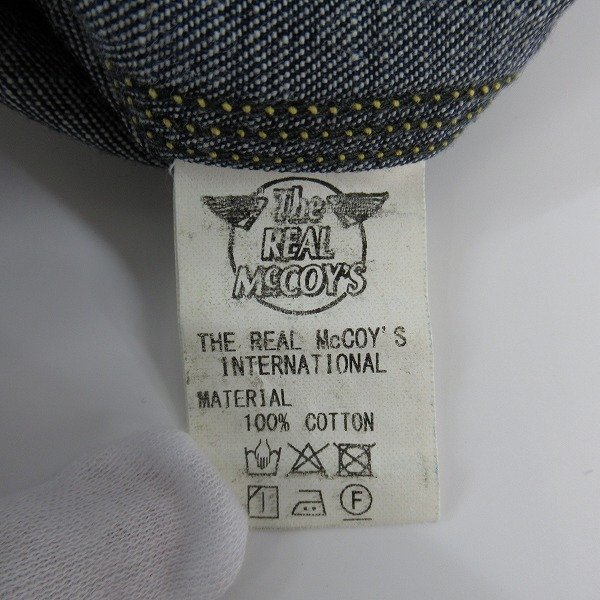 The
REAL
McCOY'S
THE REAL McCOY'S
INTERNATIONAL
MATERIAL
100% COTTON
F